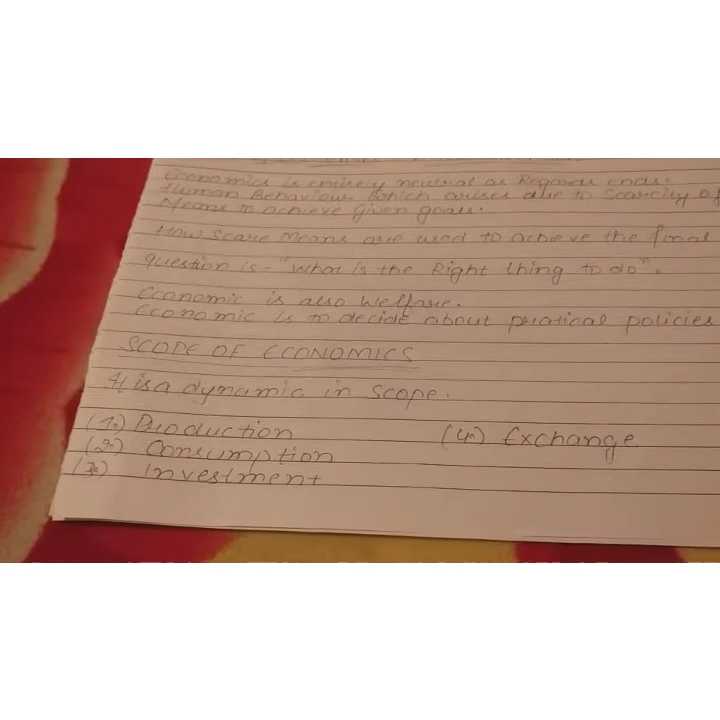 Economics is entirely neutral as Regards ends.
Human Behaviour Which arises due to Scarcity of
Means to achieve Given goals.
How scare Means are used to achieve the final
question is - "What is the Right thing to do".
Economic is also Welfare.
Economic is to decide about pratical policies
SCOPE OF ECONOMICS
It is a dynamic in scope.
(1.) Production (4.) Exchange
(2.) Consumption
(3.) Investment